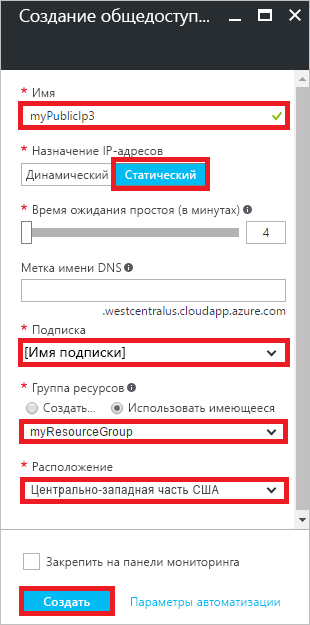 Создание общедоступ...
* Имя
myPublicIp3
* Назначение IP-адресов
Динамический Статический
* Время ожидания простоя (в минутах)
4
Метка имени DNS
.westcentralus.cloudapp.azure.com
* Подписка
[Имя подписки]
* Группа ресурсов
Создать... Использовать имеющееся
myResourceGroup
* Расположение
Центрально-западная часть США
Закрепить на панели мониторинга
Создать Параметры автоматизации